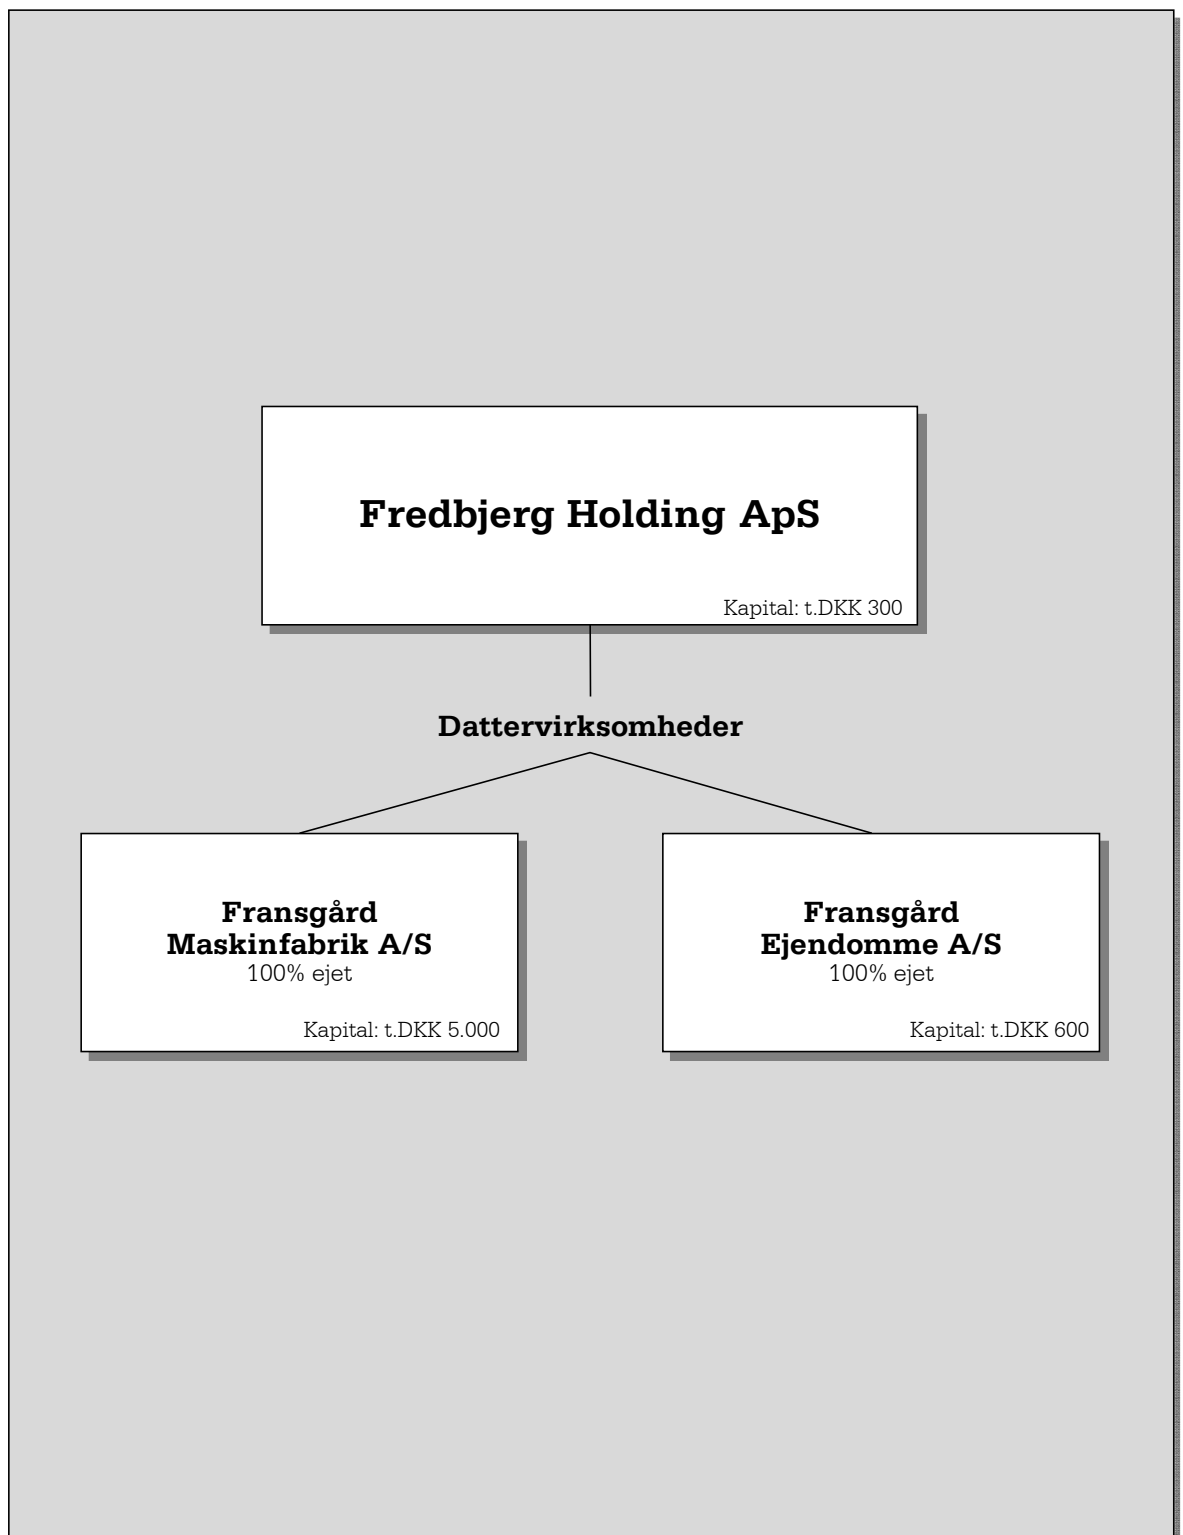 Fredbjerg Holding ApS
Kapital: t.DKK 300
Dattervirksomheder
Fransgård
Maskinfabrik A/S
100% ejet
Kapital: t.DKK 5.000
Fransgård
Ejendomme A/S
100% ejet
Kapital: t.DKK 600